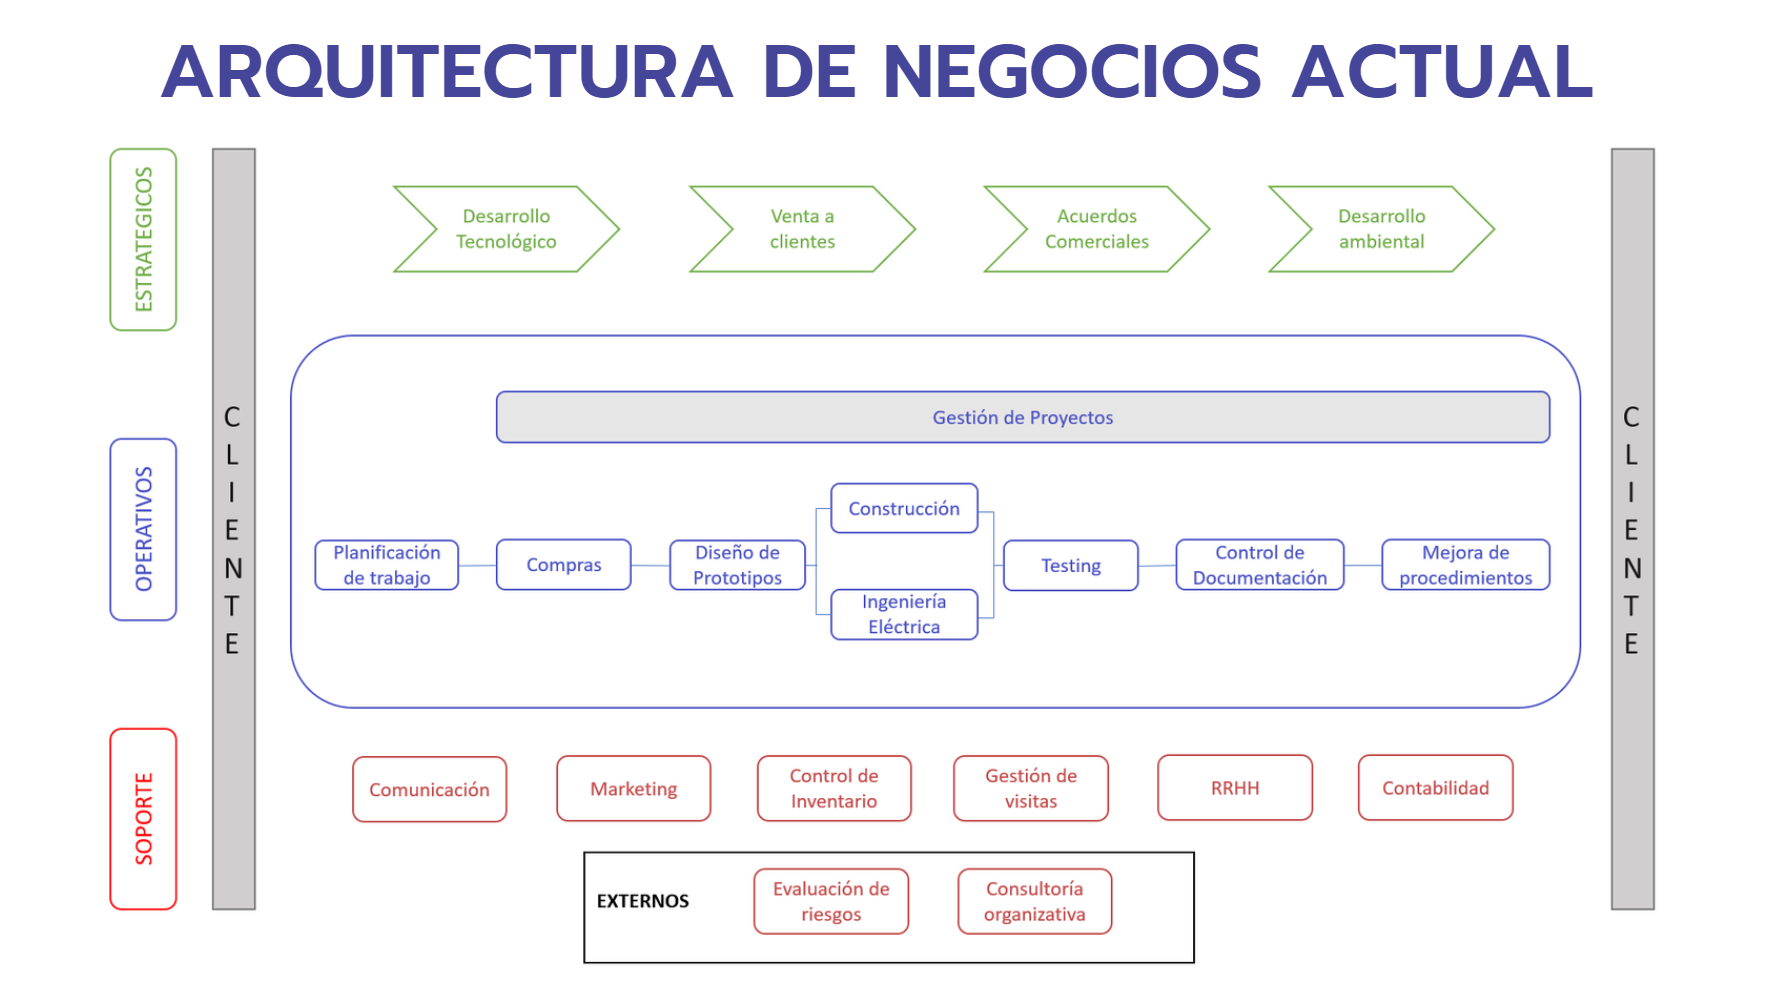 ARQUITECTURA DE NEGOCIOS ACTUAL
ESTRATEGICOS
Desarrollo
Tecnológico
Venta a
clientes
Acuerdos
Comerciales
Desarrollo
ambiental
CLIENTE
CLIENTE
OPERATIVOS
Gestión de Proyectos
Planificación
de trabajo
Compras
Diseño de
Prototipos
Construcción
Ingeniería
Eléctrica
Testing
Control de
Documentación
Mejora de
procedimientos
SOPORTE
Comunicación
Marketing
Control de
Inventario
Gestión de
visitas
RRHH
Contabilidad
EXTERNOS
Evaluación de
riesgos
Consultoría
organizativa